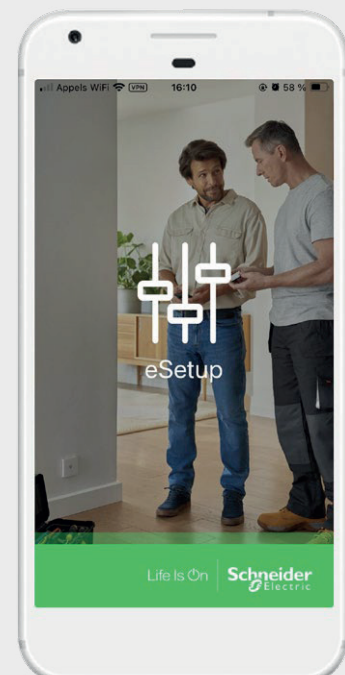 Appels WiFi VPN 16:10 58 %
eSetup
Life Is On Schneider
Electric